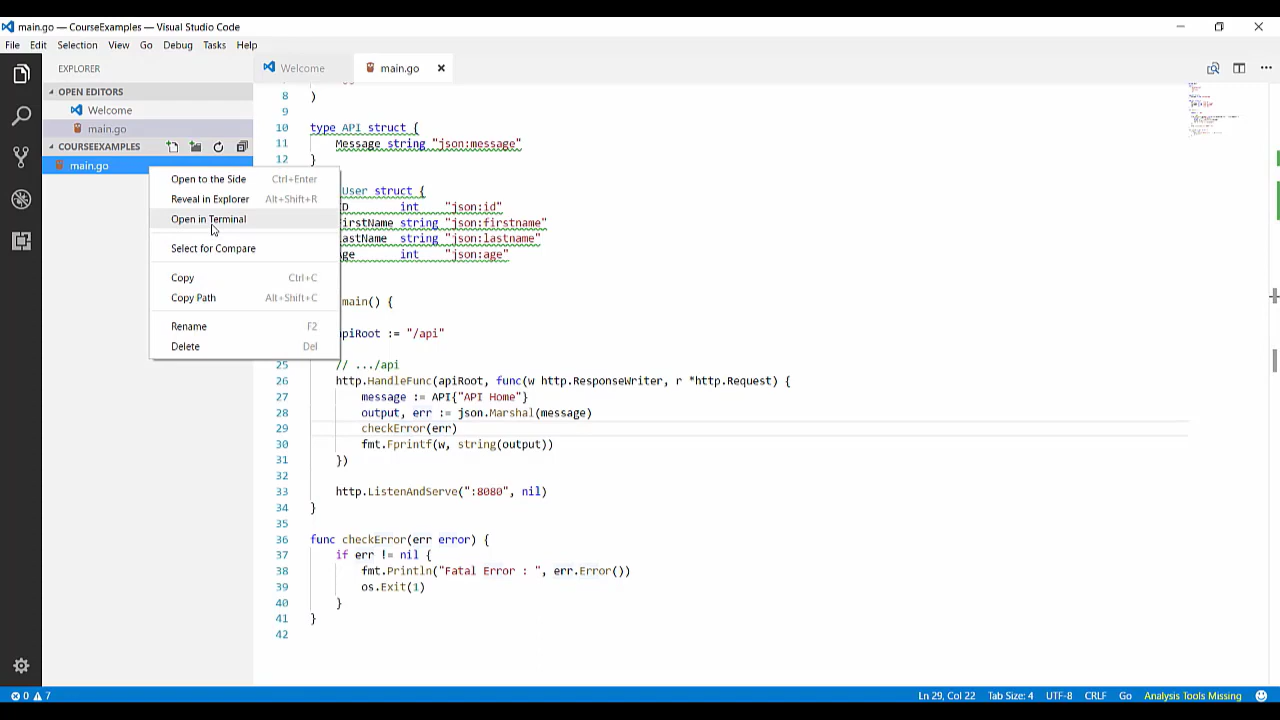 main.go — CourseExamples — Visual Studio Code
File Edit Selection View Go Debug Tasks Help
EXPLORER
OPEN EDITORS
Welcome
main.go
COURSEEXAMPLES
main.go
Open to the Side Ctrl+Enter
Reveal in Explorer Alt+Shift+R
Open in Terminal
Select for Compare
Copy Ctrl+C
Copy Path Alt+Shift+C
Rename F2
Delete Del
Welcome main.go
8 )
9
10 type API struct {
11 Message string "json:message"
12 }
User struct {
int "json:id"
string "json:firstname"
string "json:lastname"
int "json:age"
main() {
:= "/api"
25 // .../api
26 http.HandleFunc(apiRoot, func(w http.ResponseWriter, r *http.Request) {
27 message := API{"API Home"}
28 output, err := json.Marshal(message)
29 checkError(err)
30 fmt.Fprintf(w, string(output))
31 })
32
33 http.ListenAndServe(":8080", nil)
34 }
35
36 func checkError(err error) {
37 if err != nil {
38 fmt.Println("Fatal Error : ", err.Error())
39 os.Exit(1)
40 }
41 }
42
0 7 Ln 29, Col 22 Tab Size: 4 UTF-8 CRLF Go Analysis Tools Missing